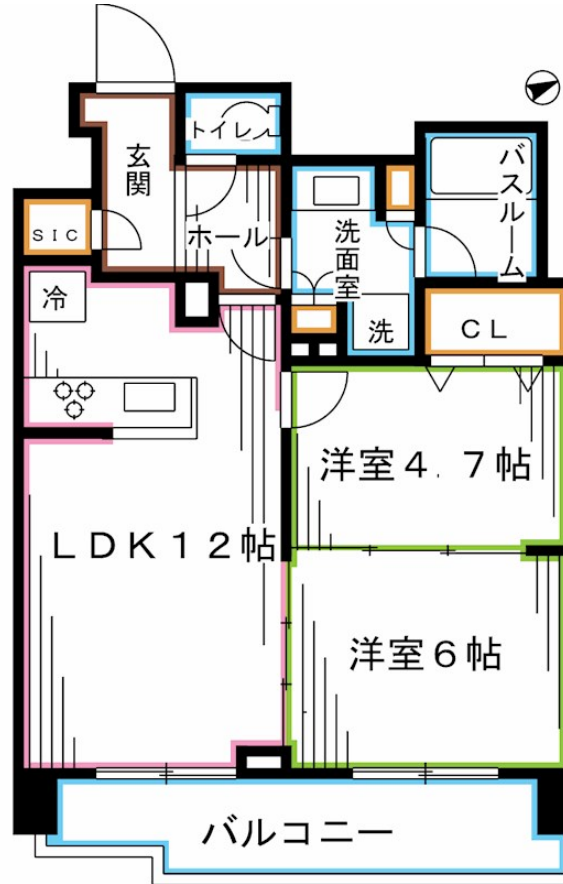 トイレ
玄関
バスルーム
SIC
ホール
洗面室
冷
洗
CL
洋室4.7帖
LDK12帖
洋室6帖
バルコニー